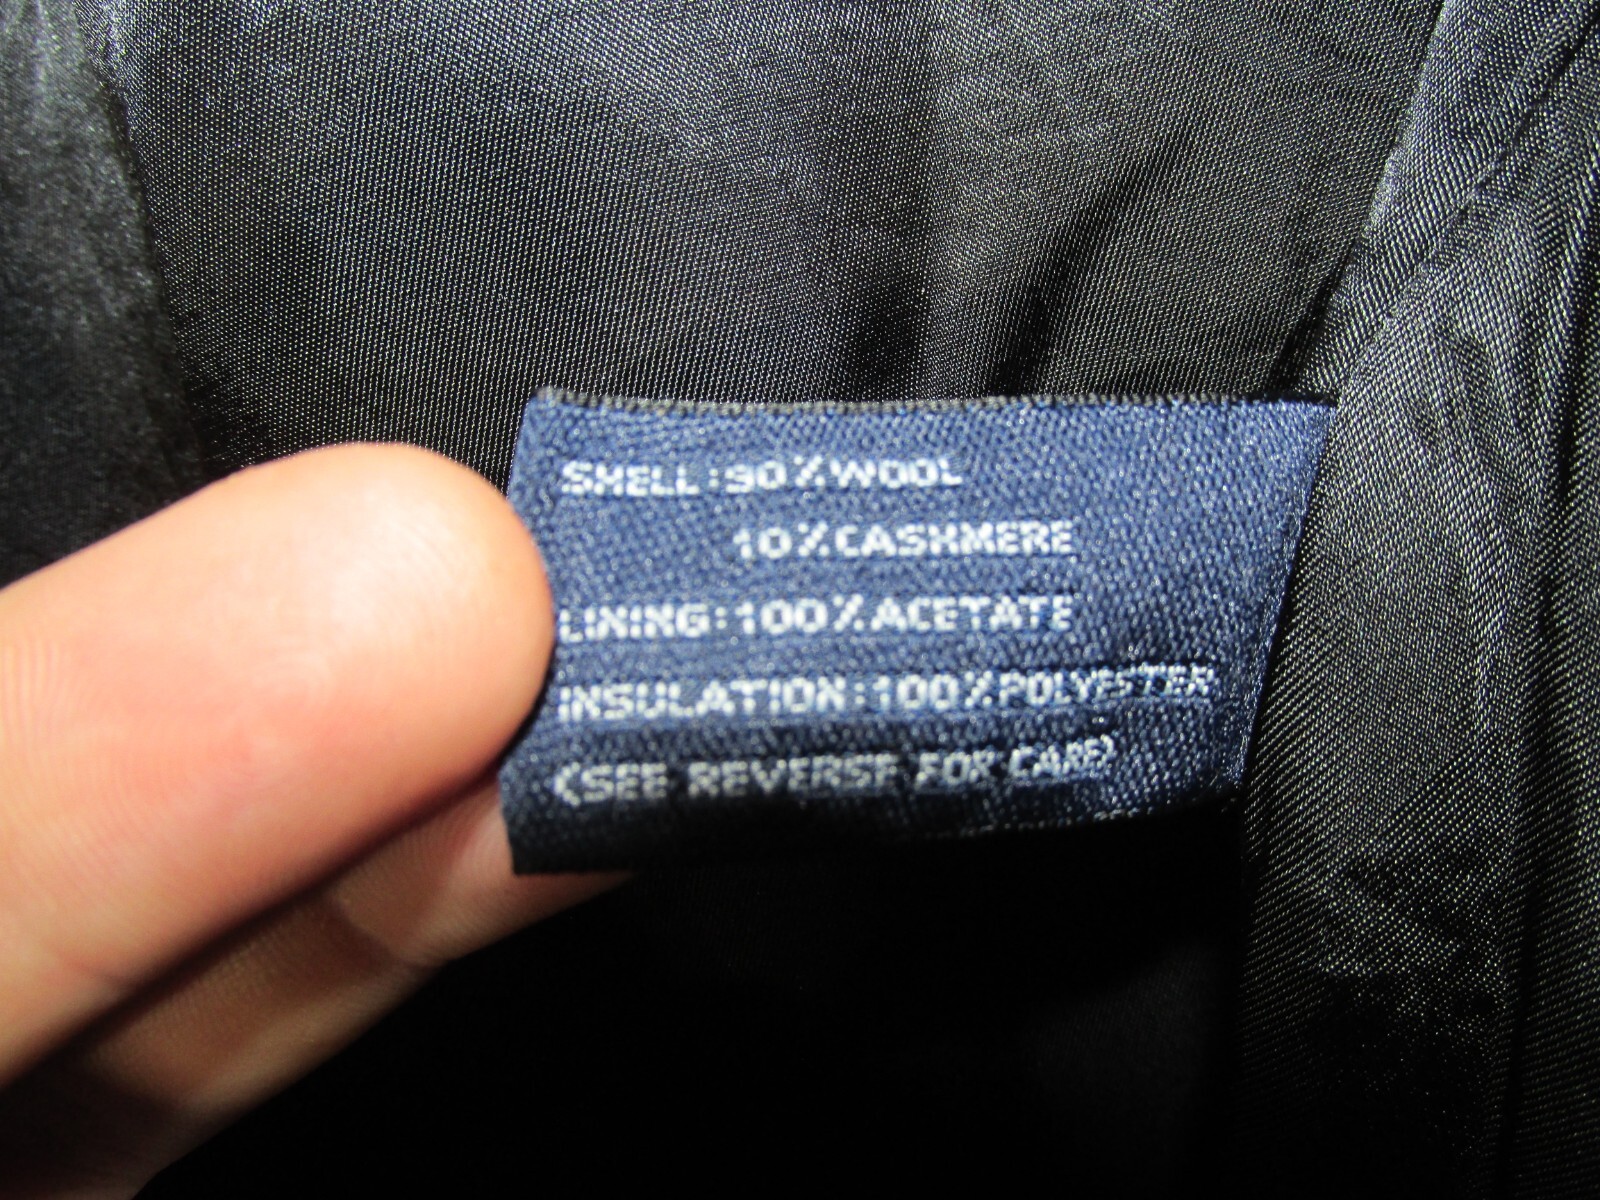 SHELL:90%WOOL
10%CASHMERE
LINING:100%ACETATE
INSULATION:100%POLYESTER
(SEE REVERSE FOR CARE)